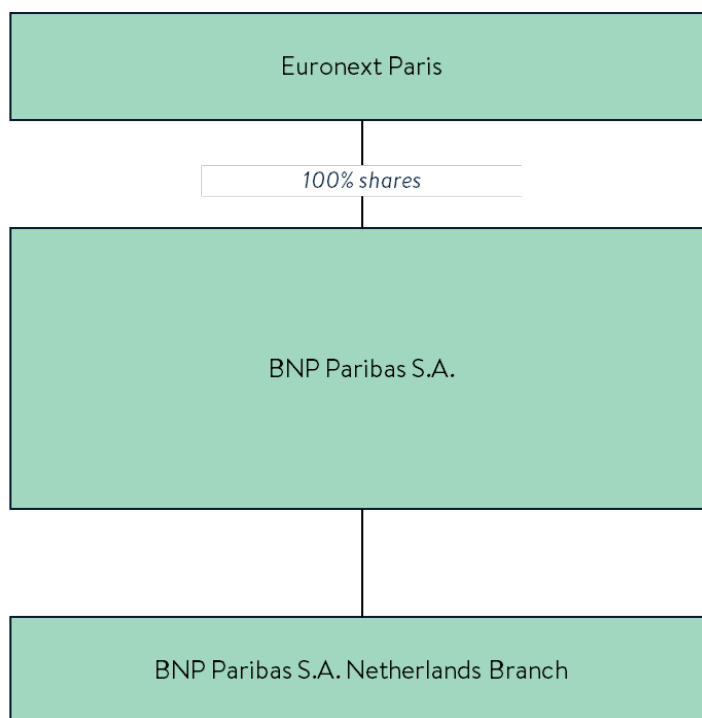 Euronext Paris
100% shares
BNP Paribas S.A.
BNP Paribas S.A. Netherlands Branch